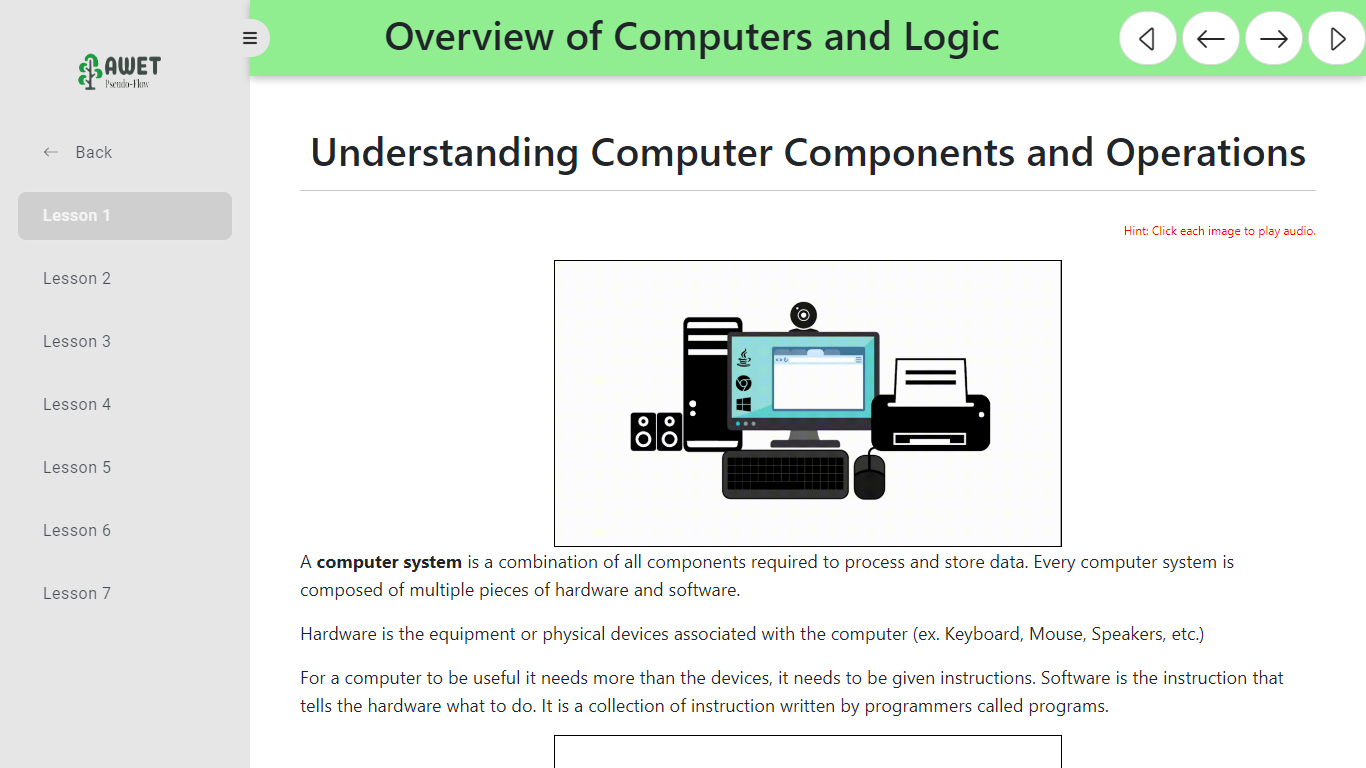 AWET
Pseudo-Flow
Overview of Computers and Logic
Back
Lesson 1
Lesson 2
Lesson 3
Lesson 4
Lesson 5
Lesson 6
Lesson 7
Understanding Computer Components and Operations
Hint: Click each image to play audio.
A computer system is a combination of all components required to process and store data. Every computer system is
composed of multiple pieces of hardware and software.
Hardware is the equipment or physical devices associated with the computer (ex. Keyboard, Mouse, Speakers, etc.)
For a computer to be useful it needs more than the devices, it needs to be given instructions. Software is the instruction that
tells the hardware what to do. It is a collection of instruction written by programmers called programs.